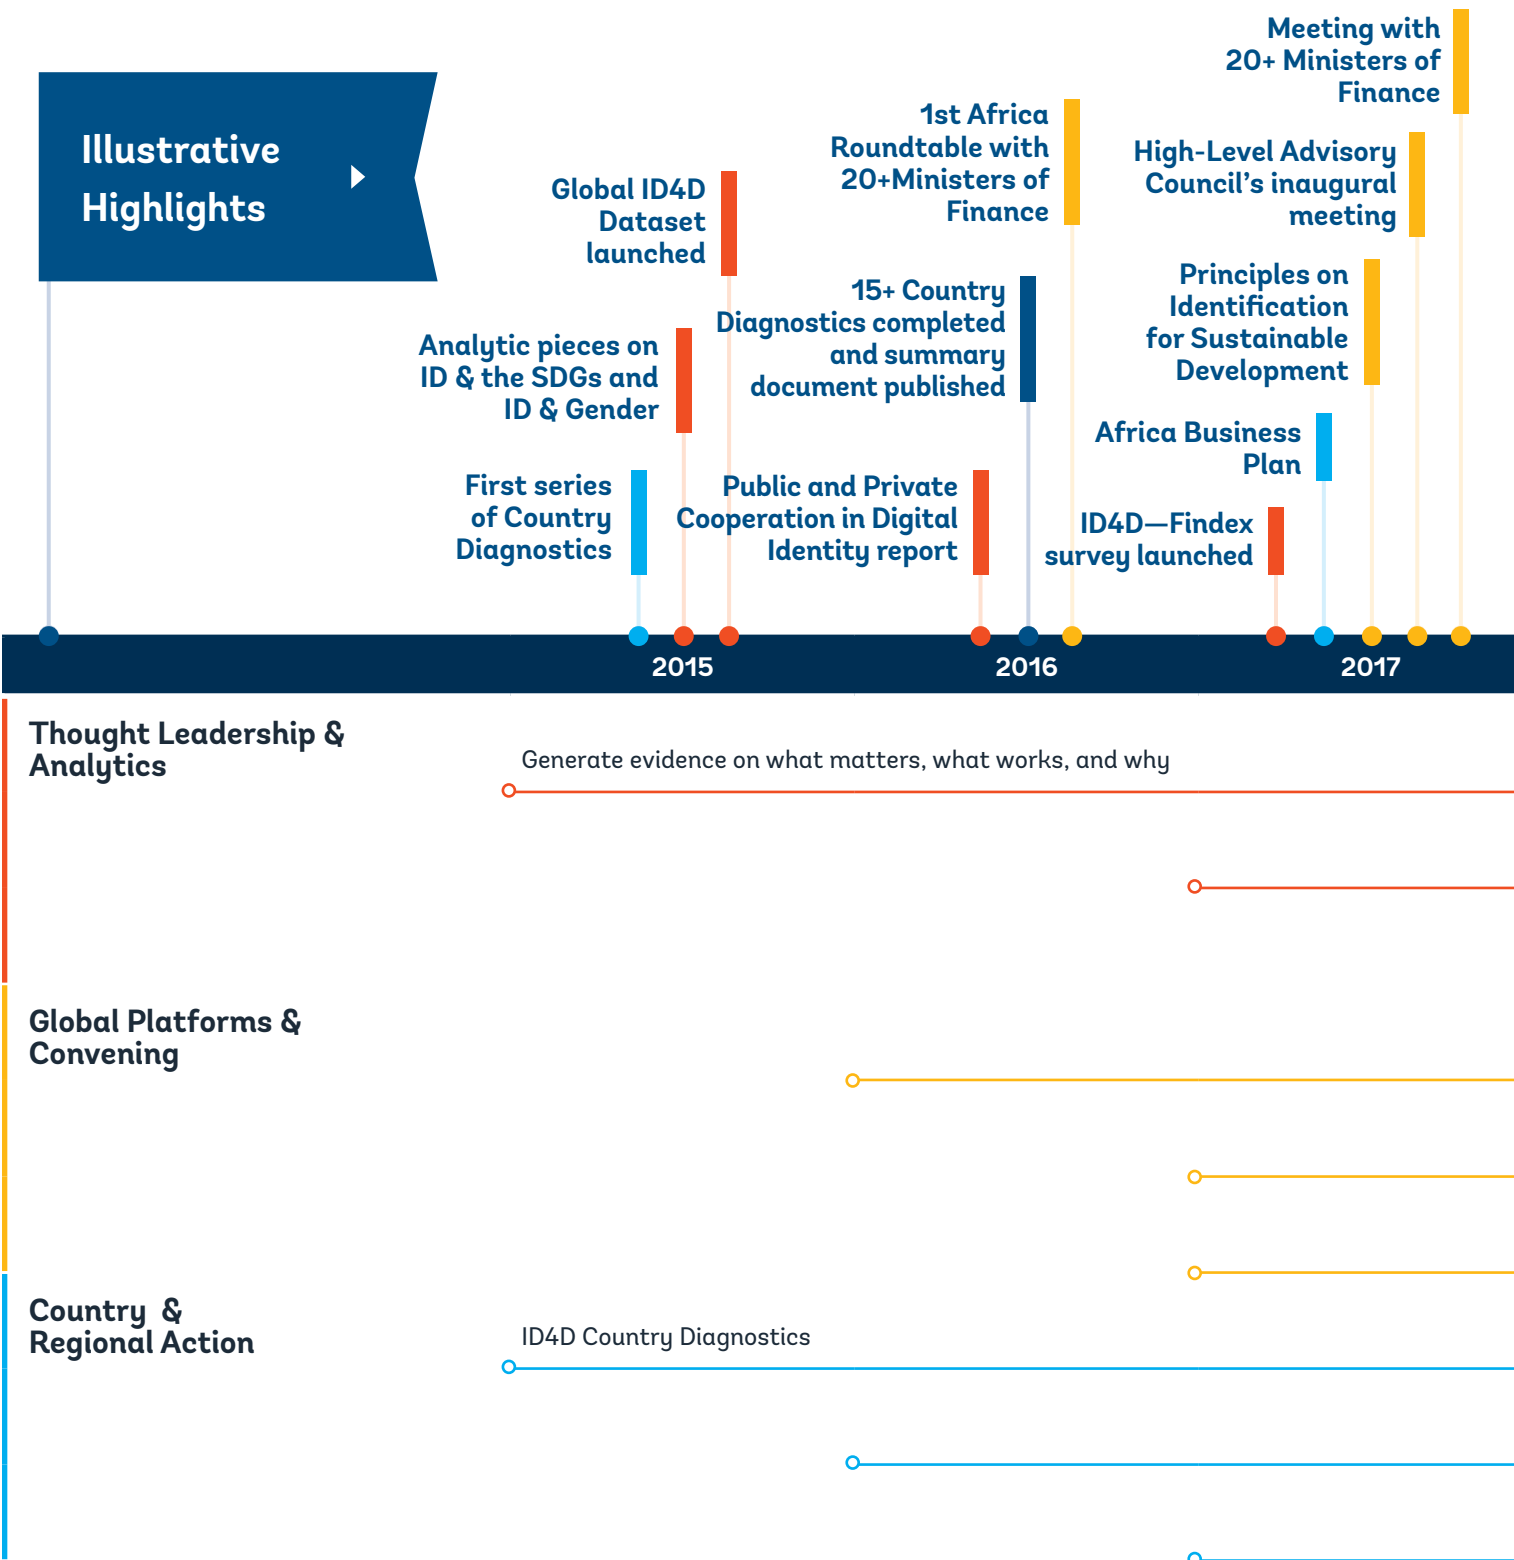 Illustrative
Highlights
First series
of Country
Diagnostics
Analytic pieces on
ID & the SDGs and
ID & Gender
Global ID4D
Dataset
launched
Public and Private
Cooperation in Digital
Identity report
15+ Country
Diagnostics completed
and summary
document published
1st Africa
Roundtable with
20+Ministers of
Finance
ID4D—Findex
survey launched
Africa Business
Plan
Principles on
Identification
for Sustainable
Development
High-Level Advisory
Council’s inaugural
meeting
Meeting with
20+ Ministers of
Finance
2015
2016
2017
Thought Leadership &
Analytics
Generate evidence on what matters, what works, and why
Global Platforms &
Convening
Country &
Regional Action
ID4D Country Diagnostics